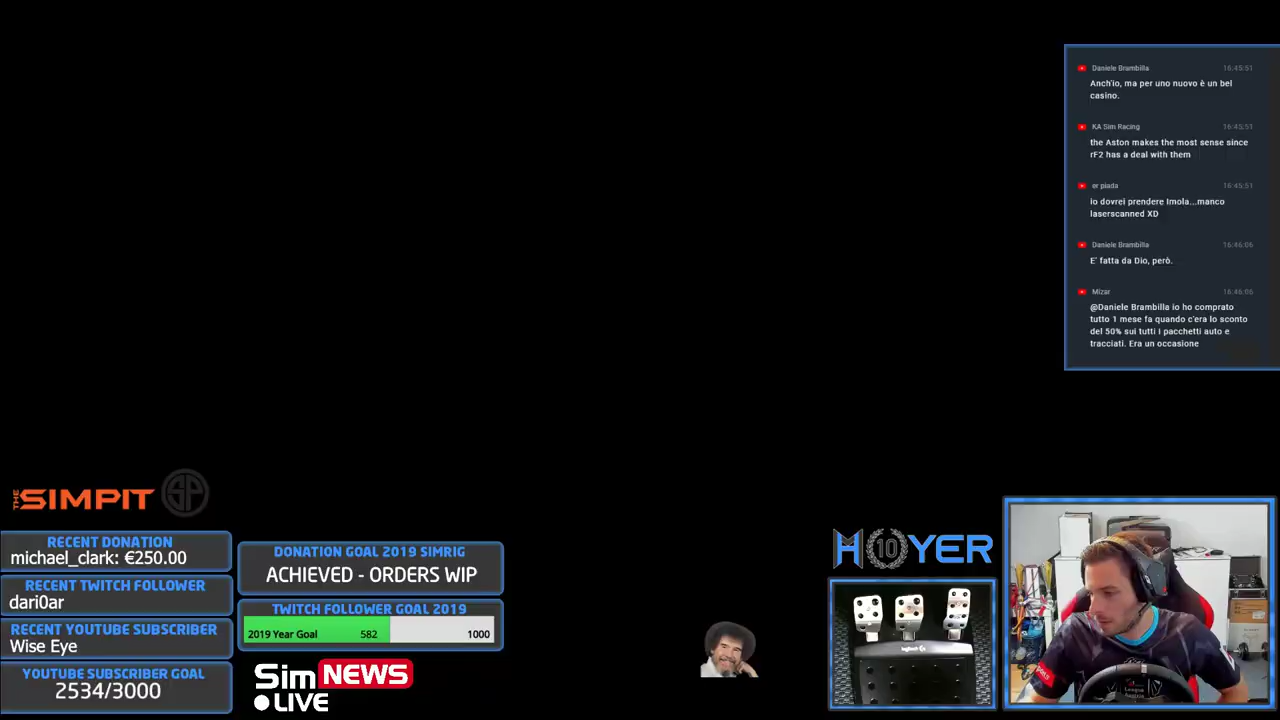 Daniele Brambilla 16:45:51
Anch'io, ma per uno nuovo è un bel
casino.
KA Sim Racing 16:45:51
the Aston makes the most sense since
rF2 has a deal with them
er piada 16:45:51
io dovrei prendere Imola...manco
laserscanned XD
Daniele Brambilla 16:46:06
E' fatta da Dio, però.
Mizar 16:46:06
@Daniele Brambilla io ho comprato
tutto 1 mese fa quando c'era lo sconto
del 50% sui tutti I pacchetti auto e
tracciati. Era un occasione
THE SIMPIT SP
RECENT DONATION
michael_clark: €250.00
RECENT TWITCH FOLLOWER
dari0ar
RECENT YOUTUBE SUBSCRIBER
Wise Eye
YOUTUBE SUBSCRIBER GOAL
2534/3000
DONATION GOAL 2019 SIMRIG
ACHIEVED - ORDERS WIP
TWITCH FOLLOWER GOAL 2019
2019 Year Goal 582 1000
Sim NEWS
LIVE
H10YER
logitech G